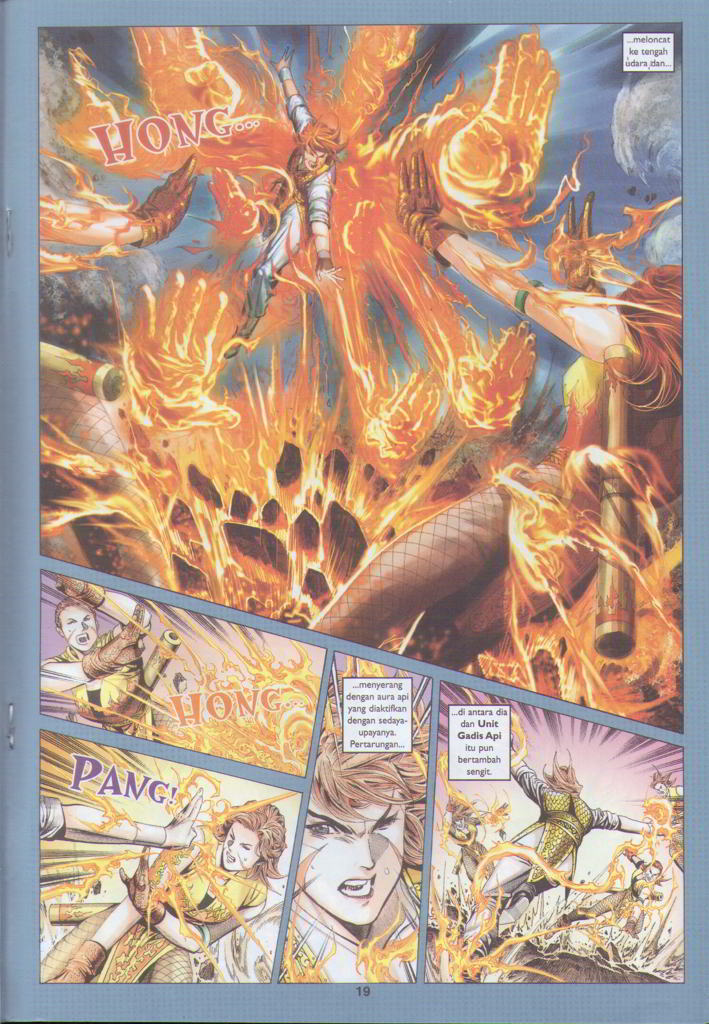 ...meloncat
ke tengah
udara dan...
HONG...
HONG...
PANG!
...menyerang
dengan aura api
yang diaktifkan
dengan sedaya-
upayanya.
Pertarungan...
...di antara dia
dan Unit
Gadis Api
itu pun
bertambah
sengit.
19